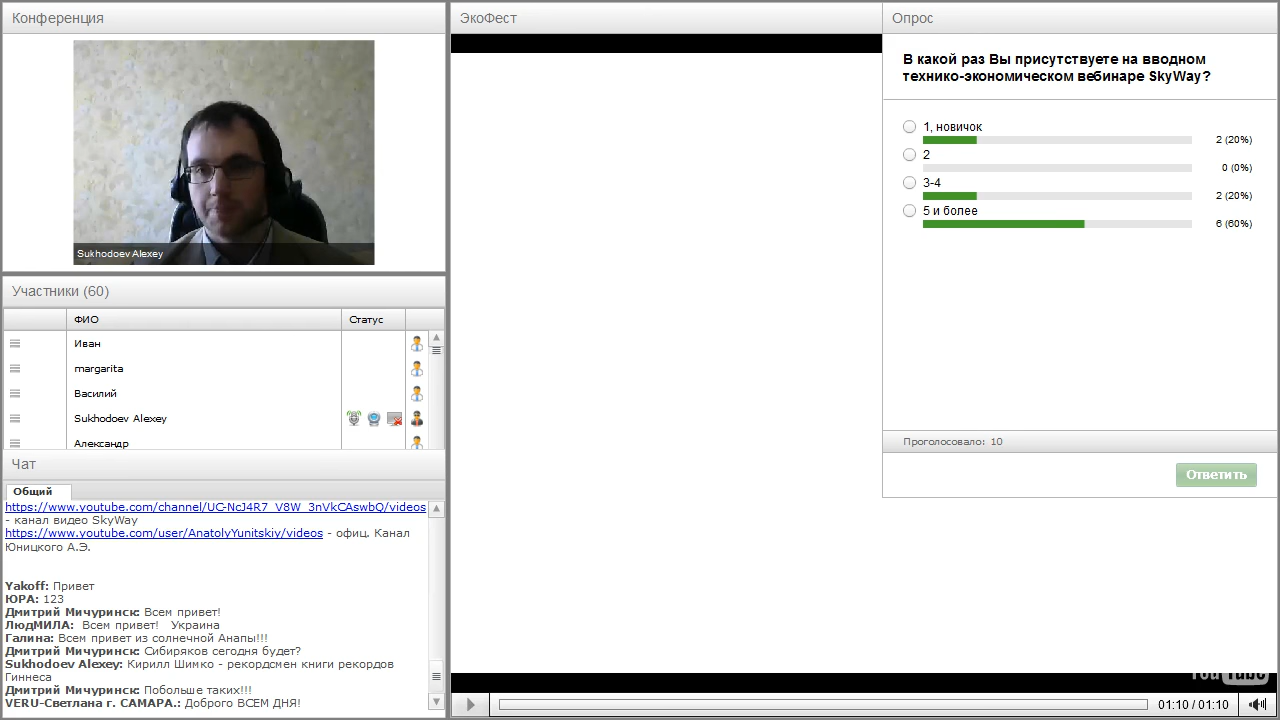 Конференция
Sukhodoev Alexey
Участники (60)
ФИО
Статус
Иван
margarita
Василий
Sukhodoev Alexey
Александр
Чат
Общий
https://www.youtube.com/channel/UC-NcJ4R7_V8W_3nVkCAswbQ/videos
- канал видео SkyWay
https://www.youtube.com/user/AnatolyYunitskiy/videos - офиц. Канал
Юницкого А.Э.
Yakoff: Привет
ЮРА: 123
Дмитрий Мичуринск: Всем привет!
ЛюдМИЛА: Всем привет! Украина
Галина: Всем привет из солнечной Анапы!!!
Дмитрий Мичуринск: Сибиряков сегодня будет?
Sukhodoev Alexey: Кирилл Шимко - рекордсмен книги рекордов
Гиннеса
Дмитрий Мичуринск: Побольше таких!!!
VERU-Светлана г. САМАРА.: Доброго ВСЕМ ДНЯ!
ЭкоФест
YouTube
01:10 / 01:10
Опрос
В какой раз Вы присутствуете на вводном
технико-экономическом вебинаре SkyWay?
1, новичок
2 (20%)
2
0 (0%)
3-4
2 (20%)
5 и более
6 (60%)
Проголосовало: 10
Ответить